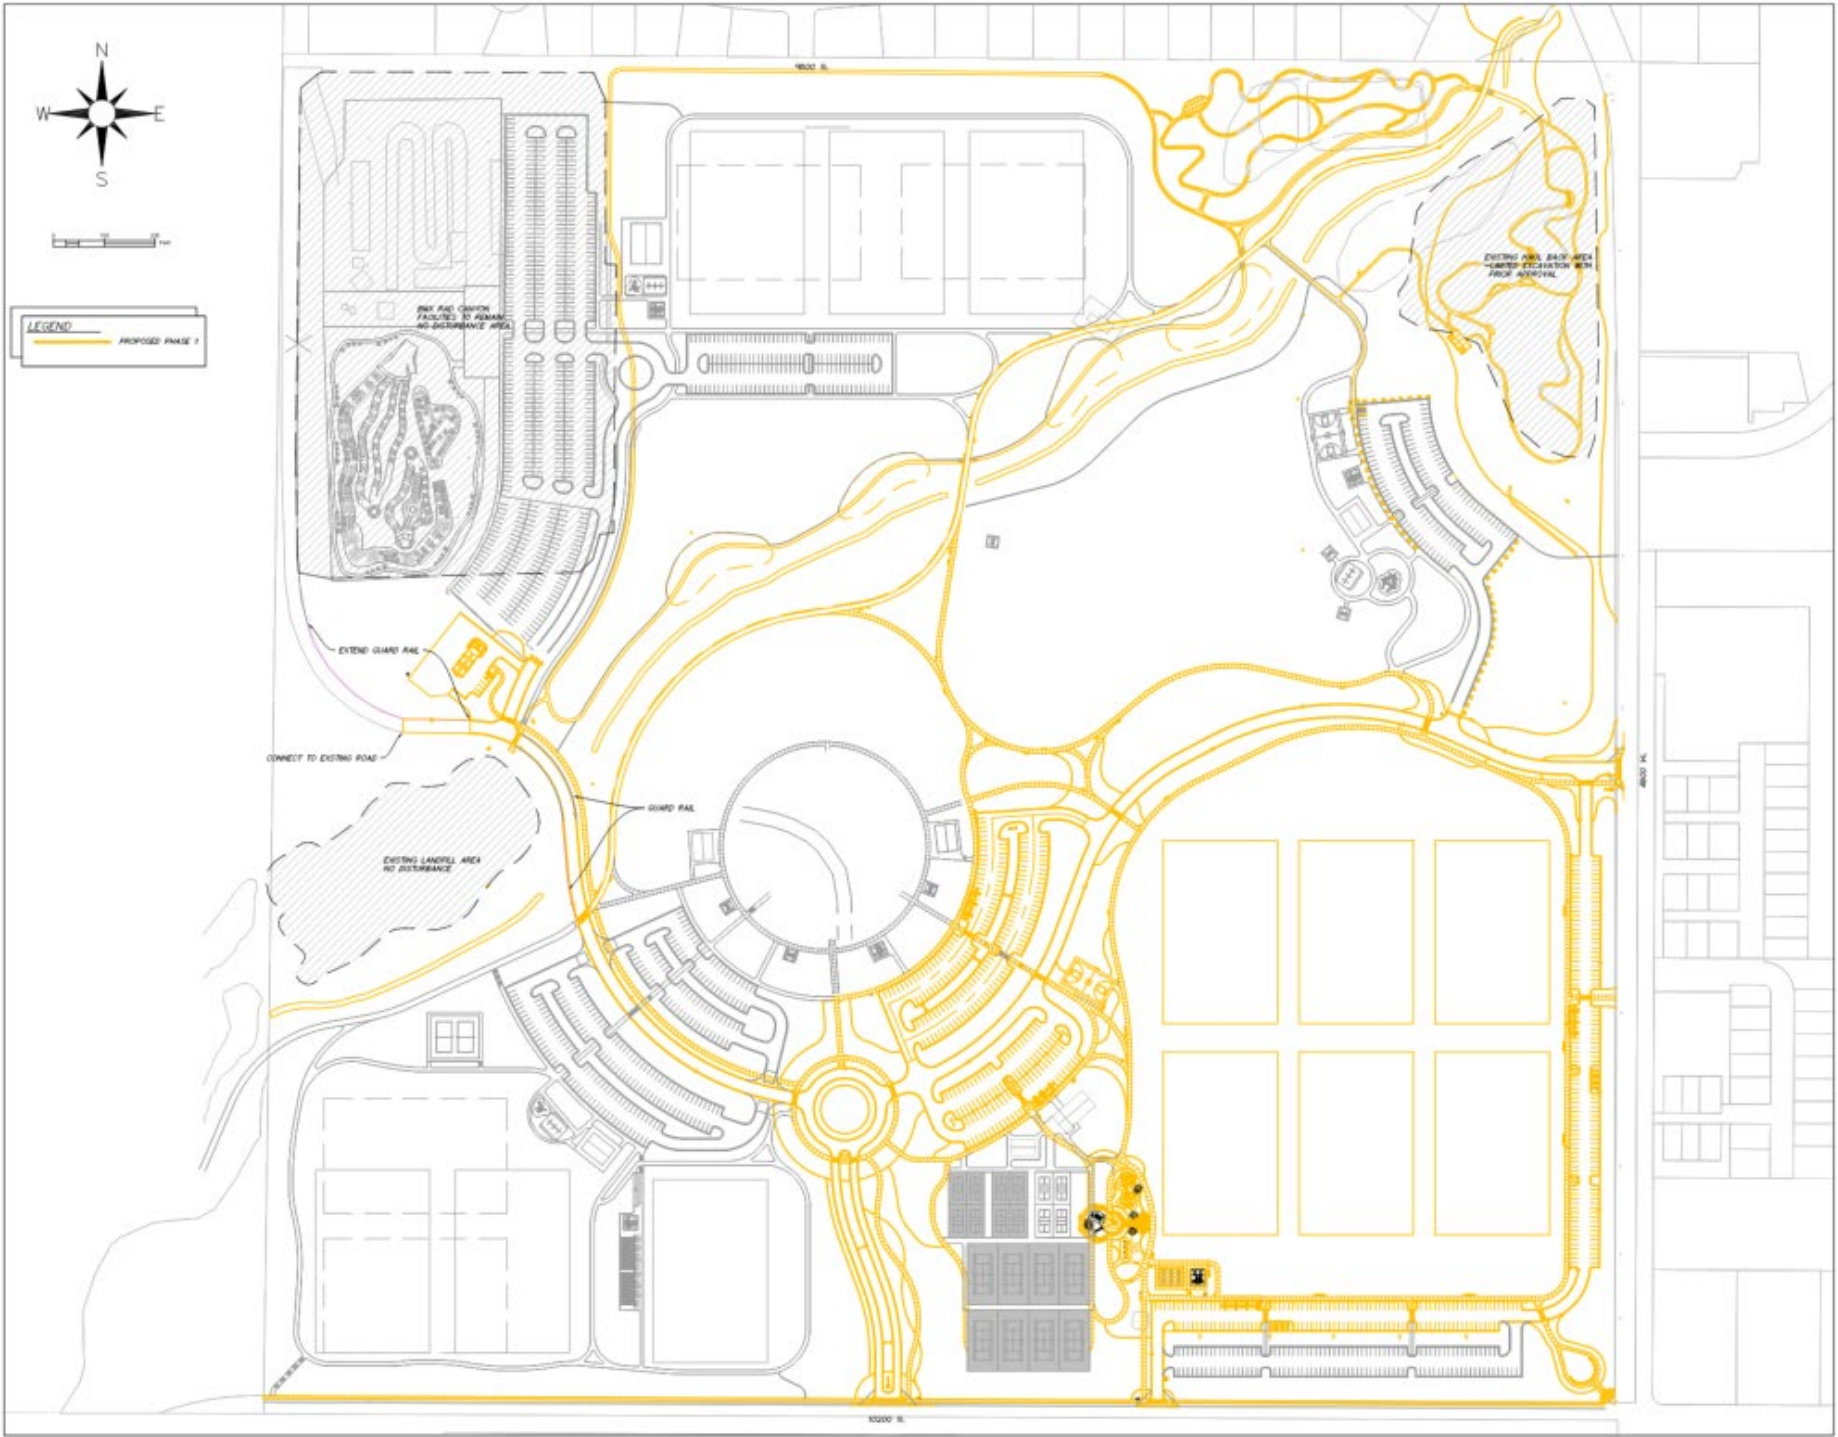 N
W
E
S
9800 S.
LEGEND
PROPOSED PHASE 1
BMX RAD CANYON
FACILITIES TO REMAIN
NO DISTURBANCE AREA
EXISTING HAUL BACK AREA
LIMITED EXCAVATION WITH
PRIOR APPROVAL
EXTEND GUARD RAIL
CONNECT TO EXISTING ROAD
GUARD RAIL
EXISTING LANDFILL AREA
NO DISTURBANCE
4800 W.
10200 S.